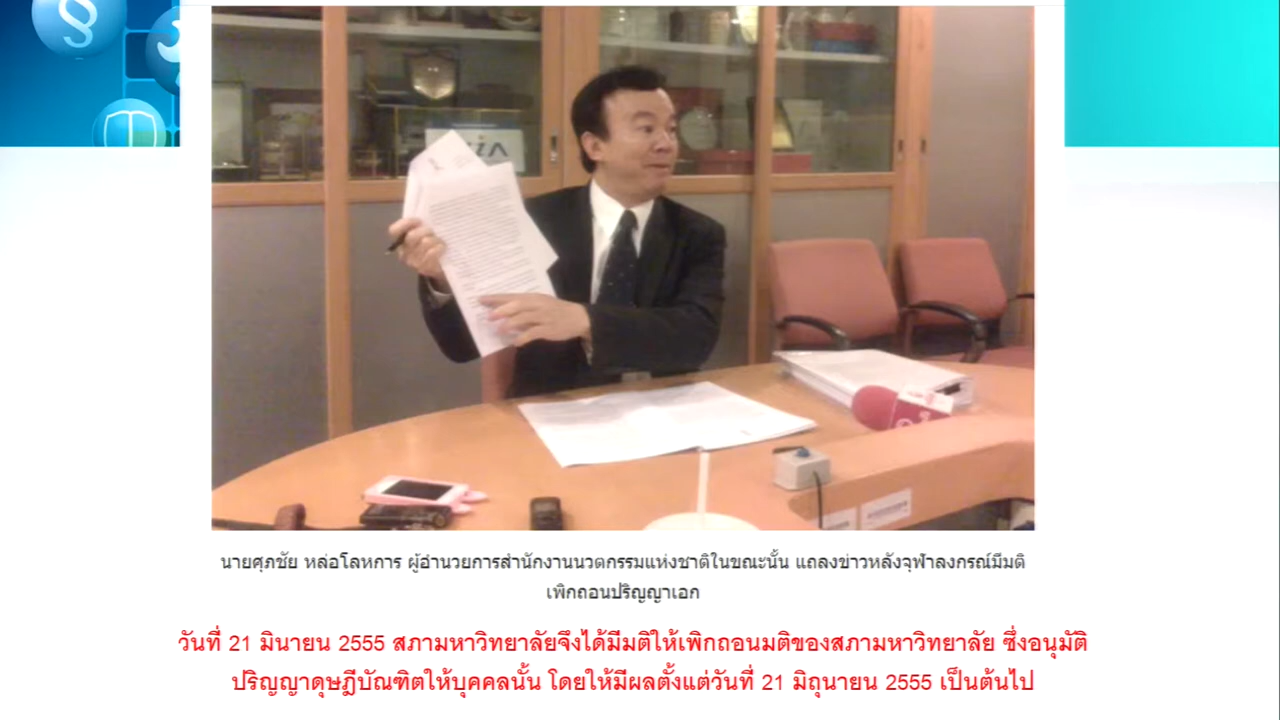 นายศุภชัย หล่อโลหการ ผู้อำนวยการสำนักงานนวตกรรมแห่งชาติในขณะนั้น แถลงข่าวหลังจุฬาลงกรณ์มีมติ
เพิกถอนปริญญาเอก
วันที่ 21 มินายน 2555 สภามหาวิทยาลัยจึงได้มีมติให้เพิกถอนมติของสภามหาวิทยาลัย ซึ่งอนุมัติ
ปริญญาดุษฎีบัณฑิตให้บุคคลนั้น โดยให้มีผลตั้งแต่วันที่ 21 มิถุนายน 2555 เป็นต้นไป